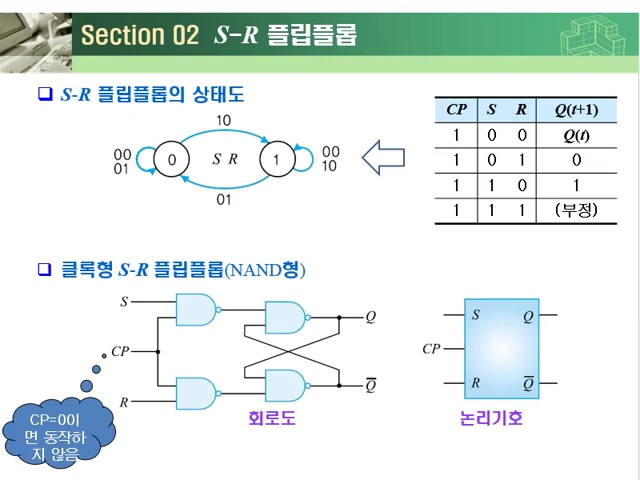 Section 02 S-R 플립플롭
❑ S-R 플립플롭의 상태도
10
00
01
0
S R
1
00
10
01
CP S R Q(t+1)
1 0 0 Q(t)
1 0 1 0
1 1 0 1
1 1 1 (부정)
❑ 클록형 S-R 플립플롭(NAND형)
S
CP
R
Q
Q̅
회로도
S Q
CP
R Q̅
논리기호
CP=0이
면 동작하
지 않음